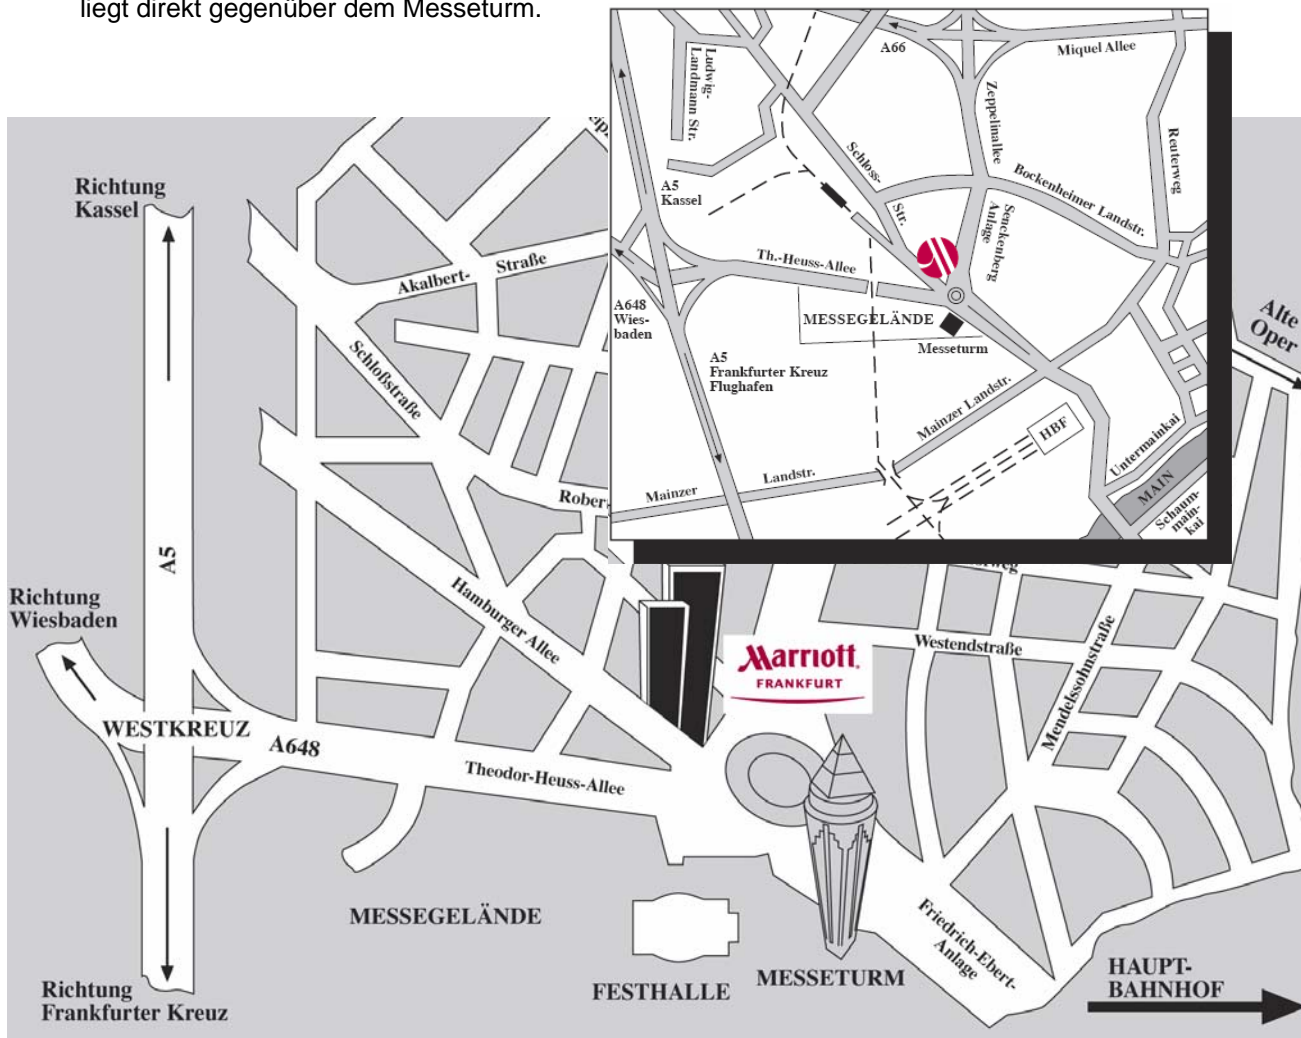 liegt direkt gegenüber dem Messeturm.
A66
Miquel Allee
Ludwig-
Landmann Str.
Zeppelinallee
Reuterweg
Schloss-
Str.
Bockenheimer Landstr.
Senckenberg
Anlage
A5
Kassel
Th.-Heuss-Allee
A648
Wies-
baden
MESSEGELÄNDE
Messeturm
A5
Frankfurter Kreuz
Flughafen
Mainzer Landstr.
HBF
Untermainkai
MAIN
Schaum-
main-
kai
Mainzer
Landstr.
Richtung
Kassel
Akalbert-
Straße
Alte
Oper
Schloßstraße
A5
Richtung
Wiesbaden
Hamburger Allee
Marriott
FRANKFURT
Westendstraße
Mendelssohnstraße
WESTKREUZ
A648
Theodor-Heuss-Allee
MESSEGELÄNDE
FESTHALLE
MESSETURM
Friedrich-Ebert-
Anlage
HAUPT-
BAHNHOF
Richtung
Frankfurter Kreuz